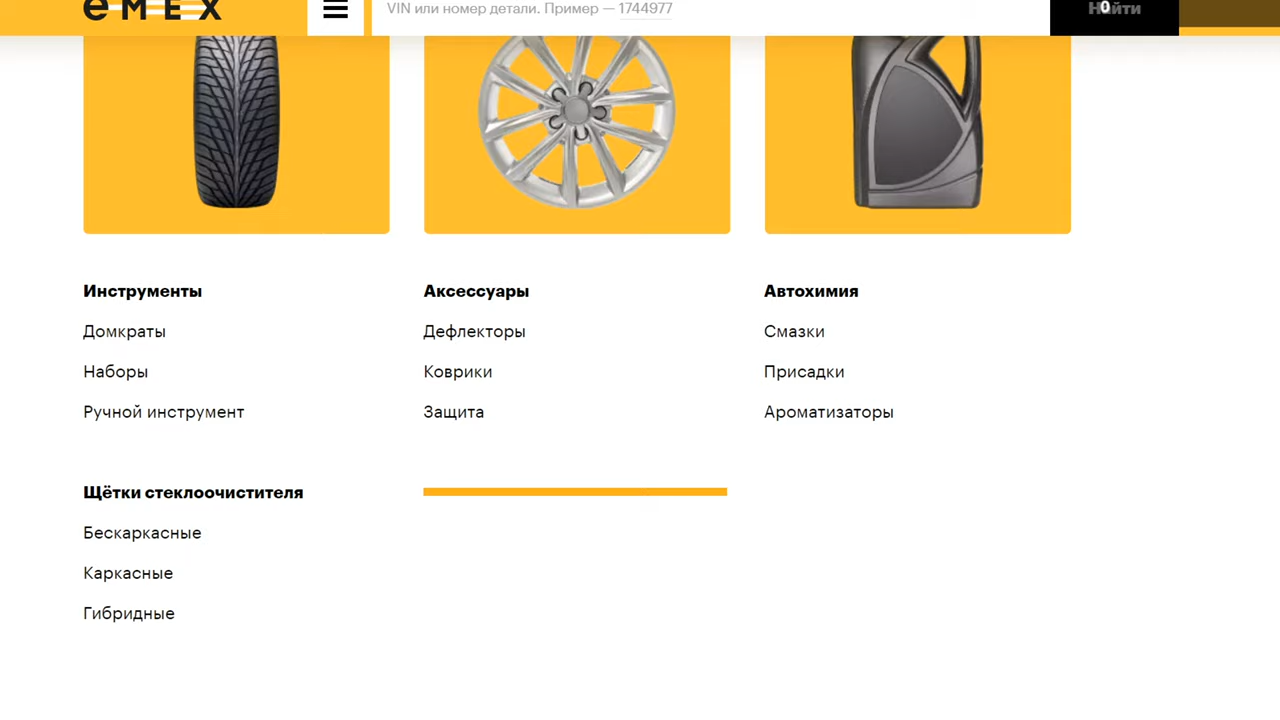 emex
VIN или номер детали. Пример — 1744977
Найти
0
Инструменты
Домкраты
Наборы
Ручной инструмент
Аксессуары
Дефлекторы
Коврики
Защита
Автохимия
Смазки
Присадки
Ароматизаторы
Щётки стеклоочистителя
Бескаркасные
Каркасные
Гибридные